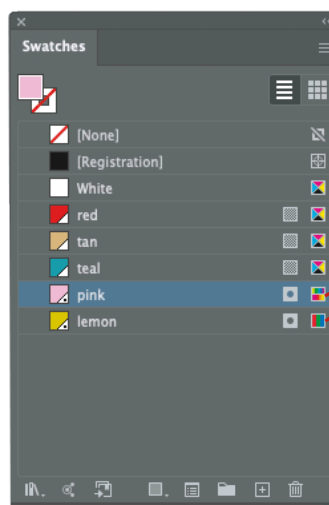 Swatches
[None]
[Registration]
White
red
tan
teal
pink
lemon